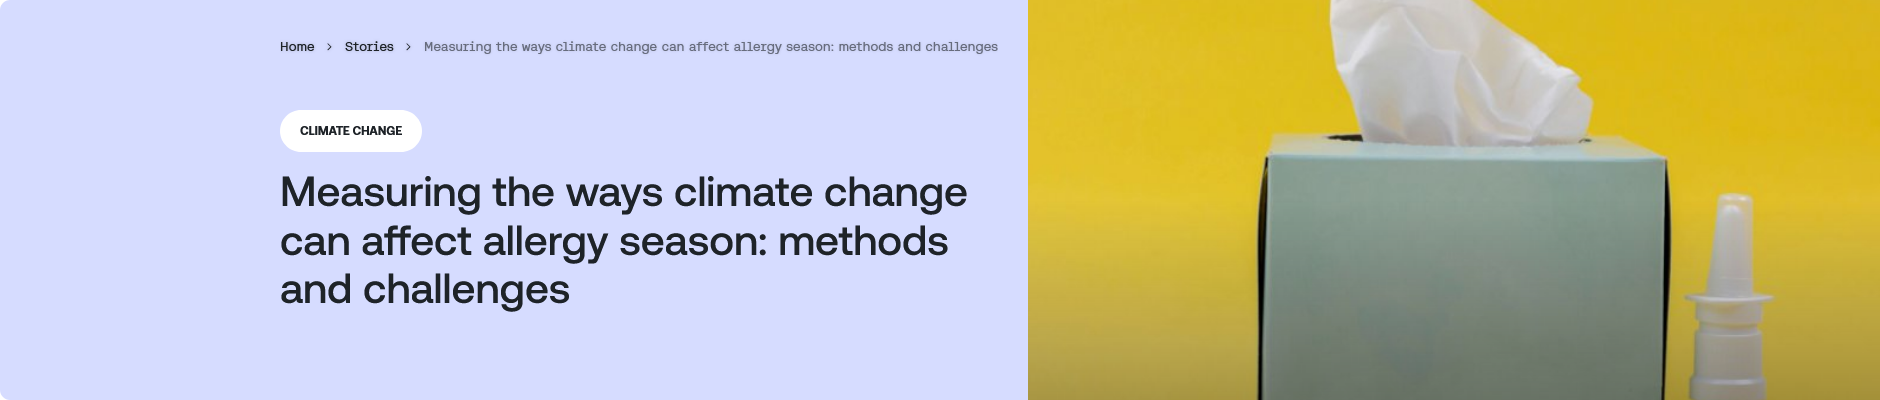 Home > Stories > Measuring the ways climate change can affect allergy season: methods and challenges
CLIMATE CHANGE
Measuring the ways climate change
can affect allergy season: methods
and challenges